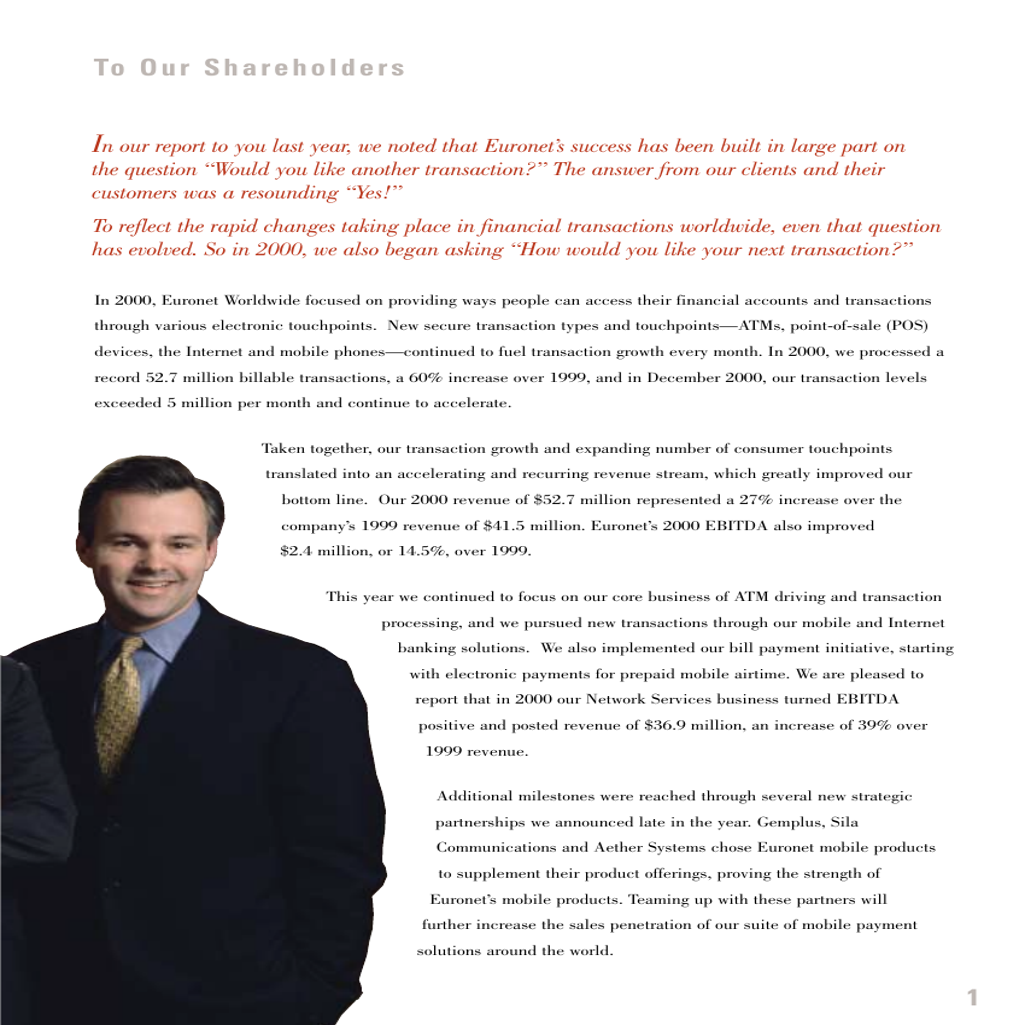 To Our Shareholders
In our report to you last year, we noted that Euronet's success has been built in large part on
the question “Would you like another transaction?” The answer from our clients and their
customers was a resounding “Yes!”
To reflect the rapid changes taking place in financial transactions worldwide, even that question
has evolved. So in 2000, we also began asking “How would you like your next transaction?”
In 2000, Euronet Worldwide focused on providing ways people can access their financial accounts and transactions
through various electronic touchpoints.  New secure transaction types and touchpoints—ATMs, point-of-sale (POS)
devices, the Internet and mobile phones—continued to fuel transaction growth every month. In 2000, we processed a
record 52.7 million billable transactions, a 60% increase over 1999, and in December 2000, our transaction levels
exceeded 5 million per month and continue to accelerate.
Taken together, our transaction growth and expanding number of consumer touchpoints
translated into an accelerating and recurring revenue stream, which greatly improved our
bottom line.  Our 2000 revenue of $52.7 million represented a 27% increase over the
company's 1999 revenue of $41.5 million. Euronet's 2000 EBITDA also improved
$2.4 million, or 14.5%, over 1999.
This year we continued to focus on our core business of ATM driving and transaction
processing, and we pursued new transactions through our mobile and Internet
banking solutions.  We also implemented our bill payment initiative, starting
with electronic payments for prepaid mobile airtime. We are pleased to
report that in 2000 our Network Services business turned EBITDA
positive and posted revenue of $36.9 million, an increase of 39% over
1999 revenue.
Additional milestones were reached through several new strategic
partnerships we announced late in the year. Gemplus, Sila
Communications and Aether Systems chose Euronet mobile products
to supplement their product offerings, proving the strength of
Euronet's mobile products. Teaming up with these partners will
further increase the sales penetration of our suite of mobile payment
solutions around the world.
1